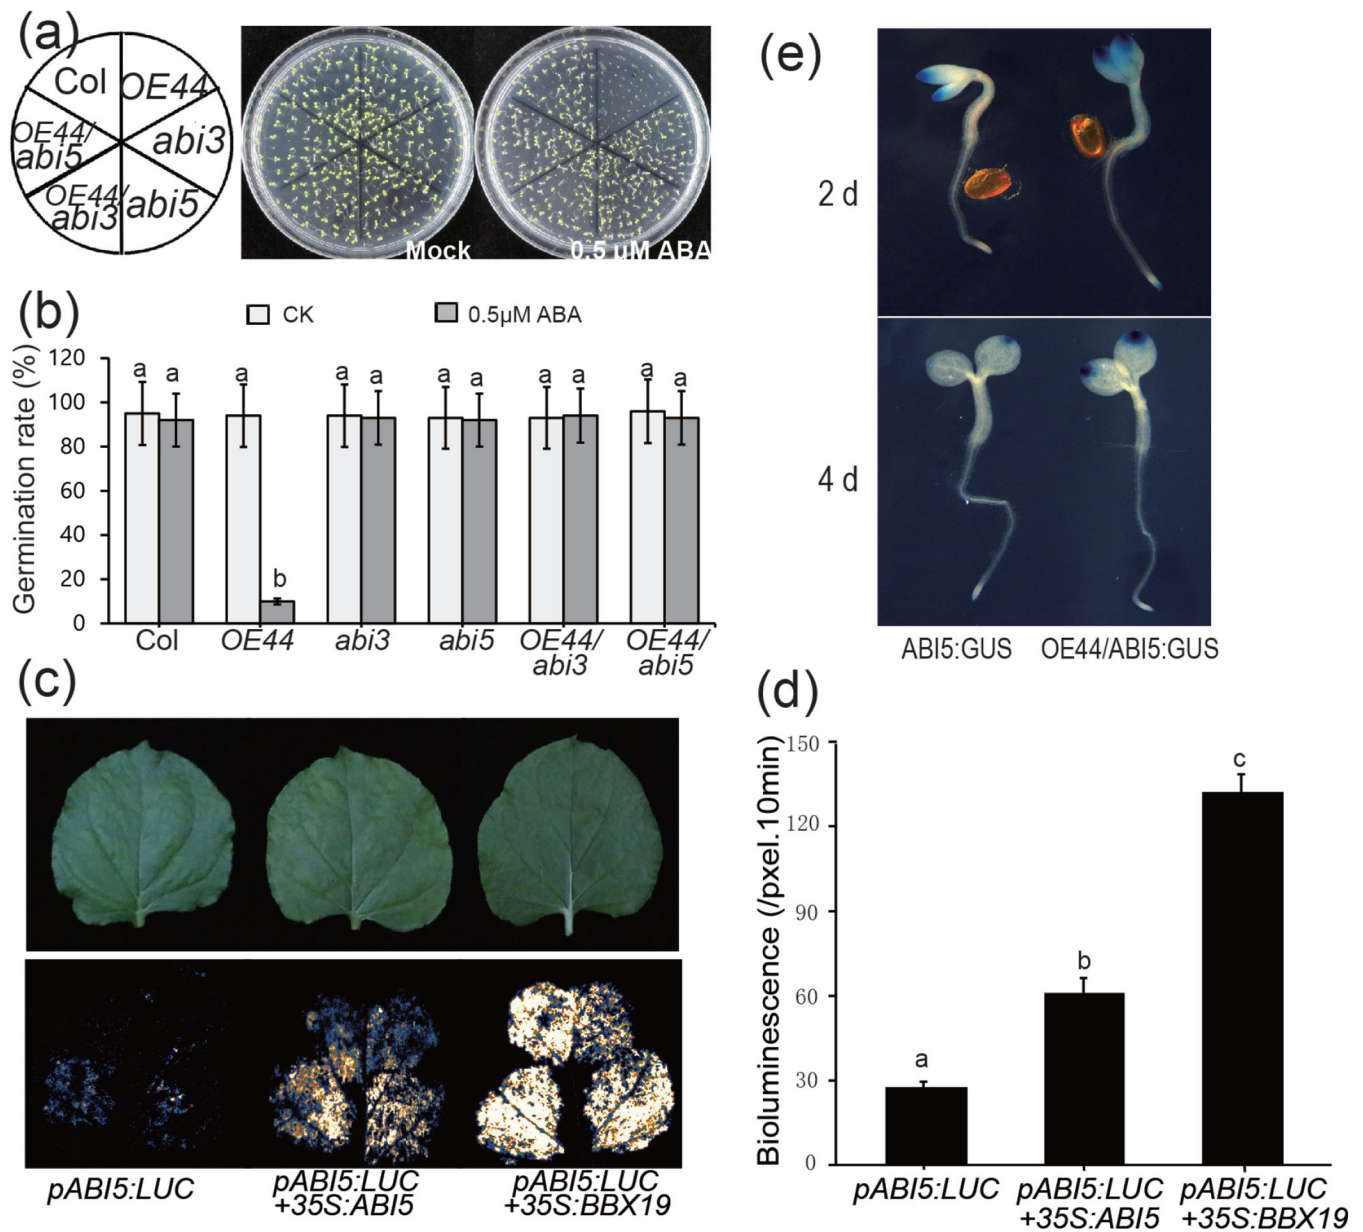 (a)
Col
OE44
OE44/
abi5
abi3
OE44/
abi3
abi5
Mock
0.5 μM ABA
(b)
CK
0.5μM ABA
Germination rate (%)
120
100
80
60
40
20
0
a
a
a
b
a
a
a
a
a
a
a
a
Col
OE44
abi3
abi5
OE44/
abi3
OE44/
abi5
(c)
pABI5:LUC
pABI5:LUC
+35S:ABI5
pABI5:LUC
+35S:BBX19
(e)
2 d
4 d
ABI5:GUS
OE44/ABI5:GUS
(d)
Bioluminescence (/pxel.10min)
150
120
90
60
30
0
a
b
c
pABI5:LUC
pABI5:LUC
+35S:ABI5
pABI5:LUC
+35S:BBX19